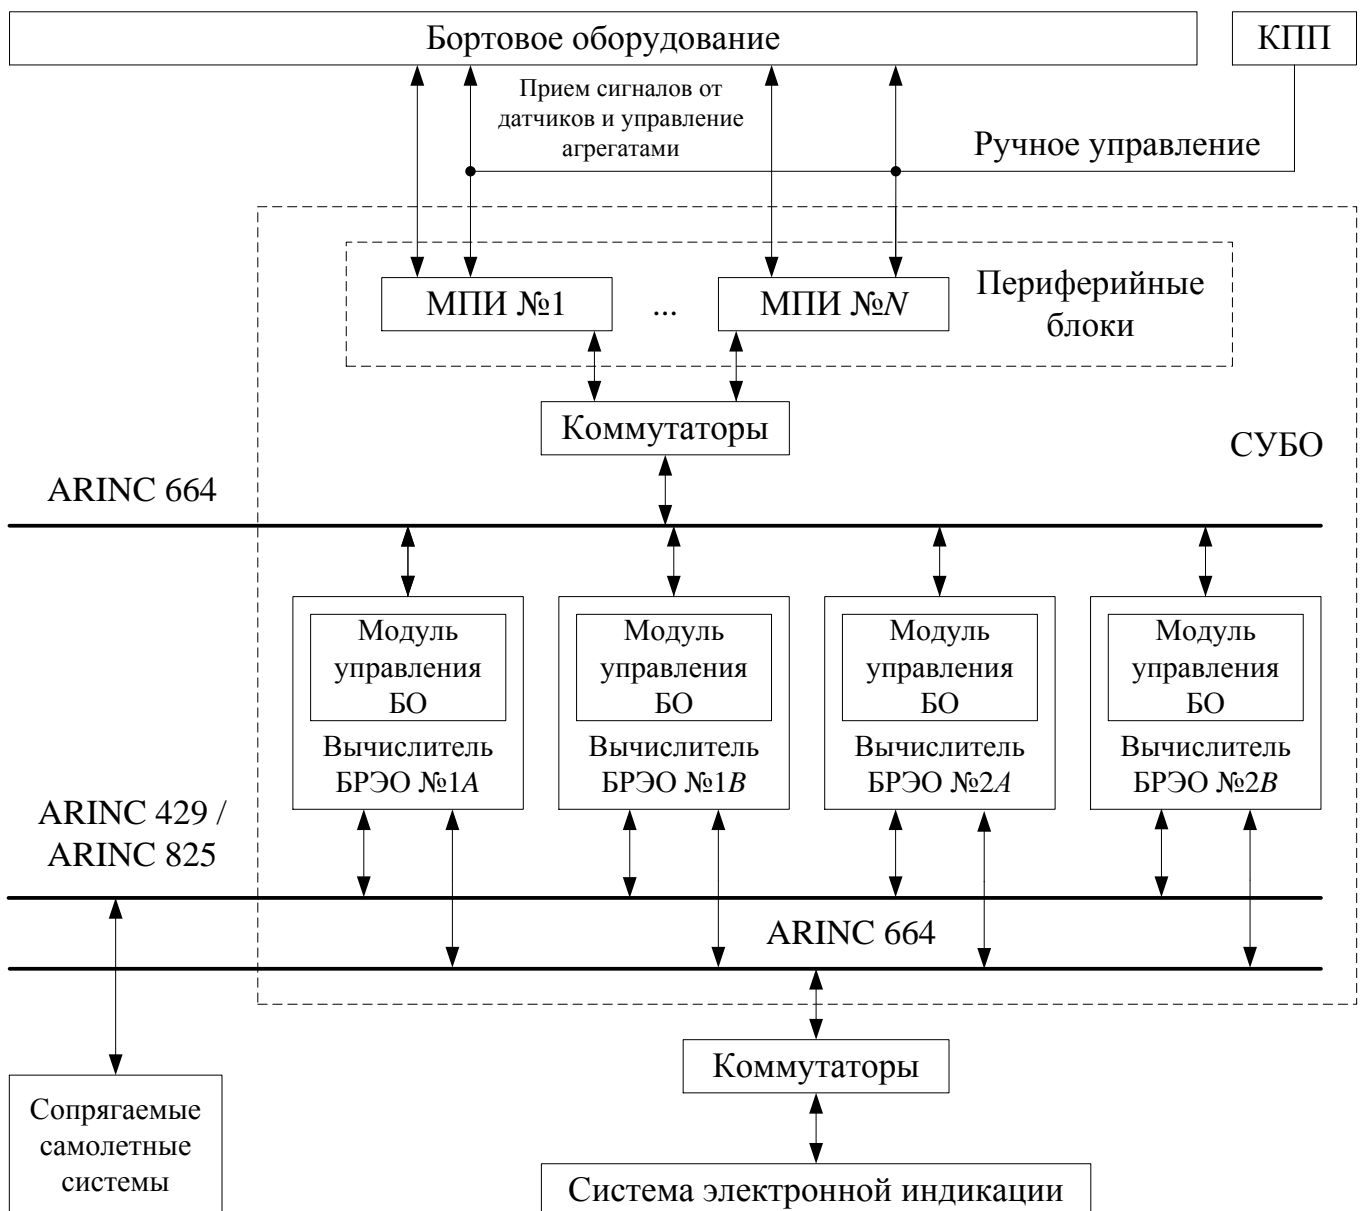 Бортовое оборудование
КПП
Прием сигналов от
датчиков и управление
агрегатами
Ручное управление
МПИ №1
...
МПИ №N
Периферийные
блоки
Коммутаторы
СУБО
ARINC 664
Модуль
управления
БО
Вычислитель
БРЭО №1A
Модуль
управления
БО
Вычислитель
БРЭО №1B
Модуль
управления
БО
Вычислитель
БРЭО №2A
Модуль
управления
БО
Вычислитель
БРЭО №2B
ARINC 429 /
ARINC 825
ARINC 664
Коммутаторы
Сопрягаемые
самолетные
системы
Система электронной индикации